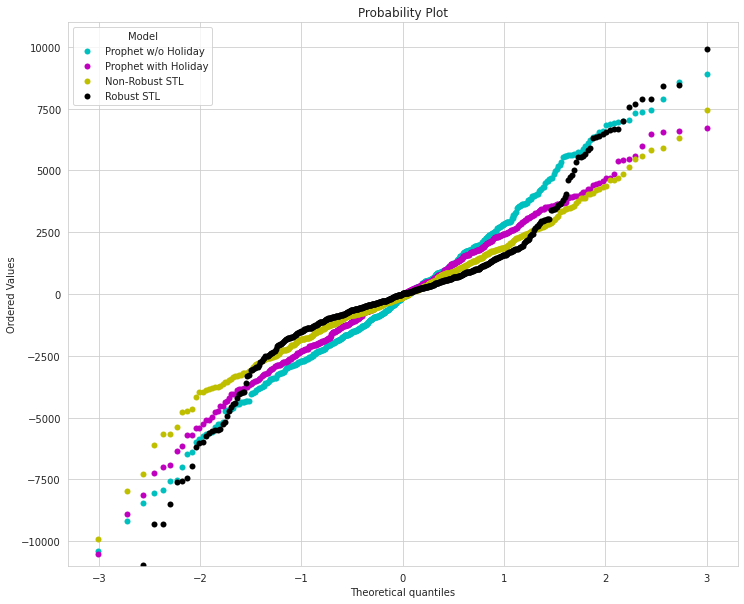 Probability Plot
Model
Prophet w/o Holiday
Prophet with Holiday
Non-Robust STL
Robust STL
10000
7500
5000
2500
0
−2500
−5000
−7500
−10000
Ordered Values
−3
−2
−1
0
1
2
3
Theoretical quantiles